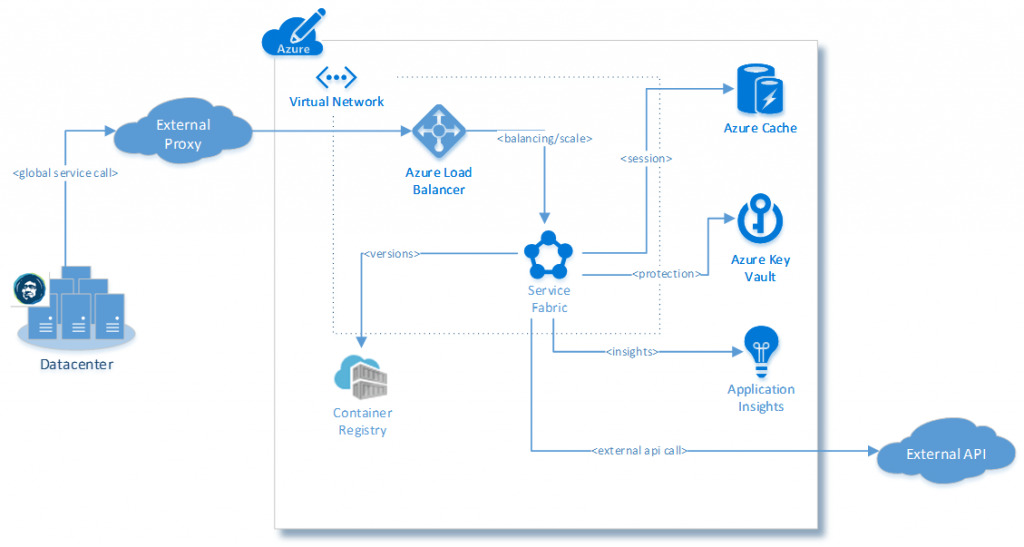 Azure
Virtual Network
External
Proxy
<global service call>
Azure Load
Balancer
<balancing/scale>
Azure Cache
<session>
<versions>
Service
Fabric
<protection>
Azure Key
Vault
Datacenter
<insights>
Application
Insights
Container
Registry
<external api call>
External API